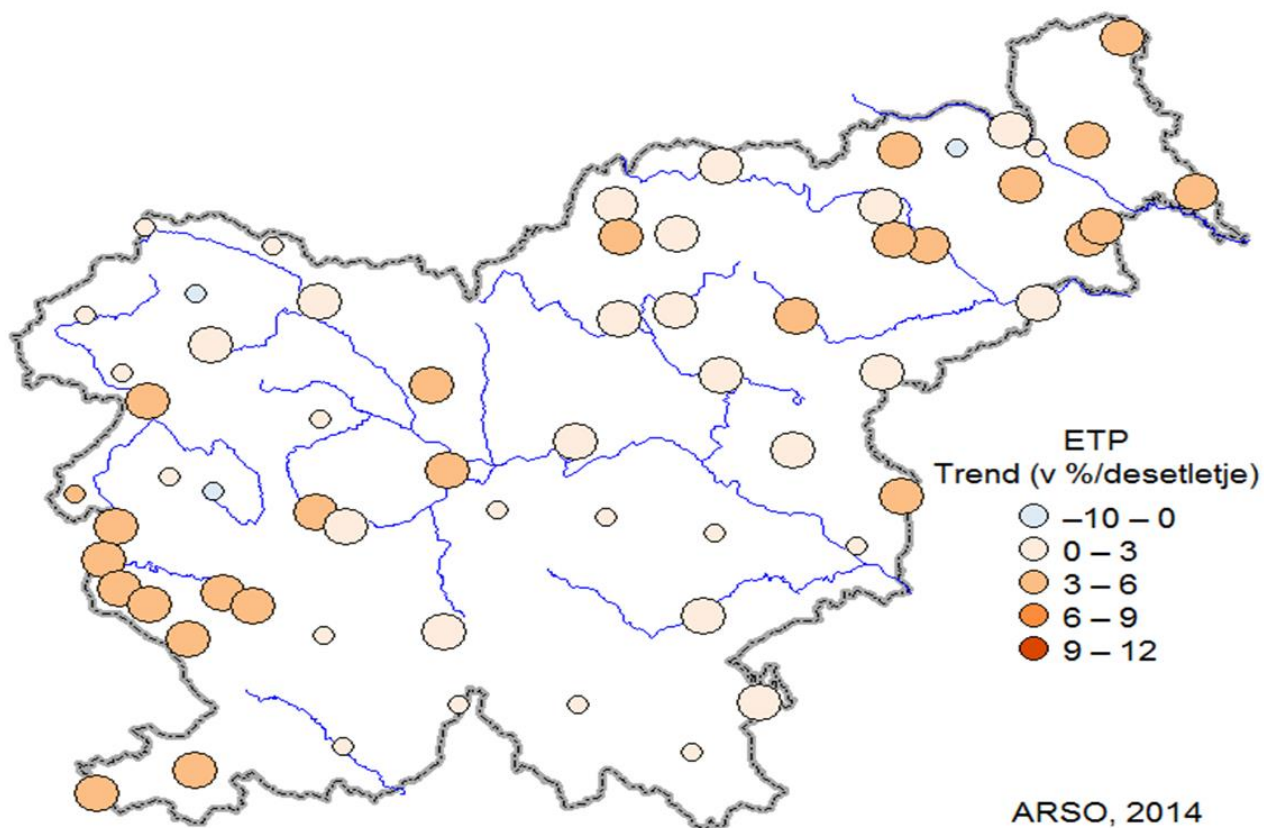 ETP
Trend (v %/desetletje)
–10 – 0
0 – 3
3 – 6
6 – 9
9 – 12
ARSO, 2014